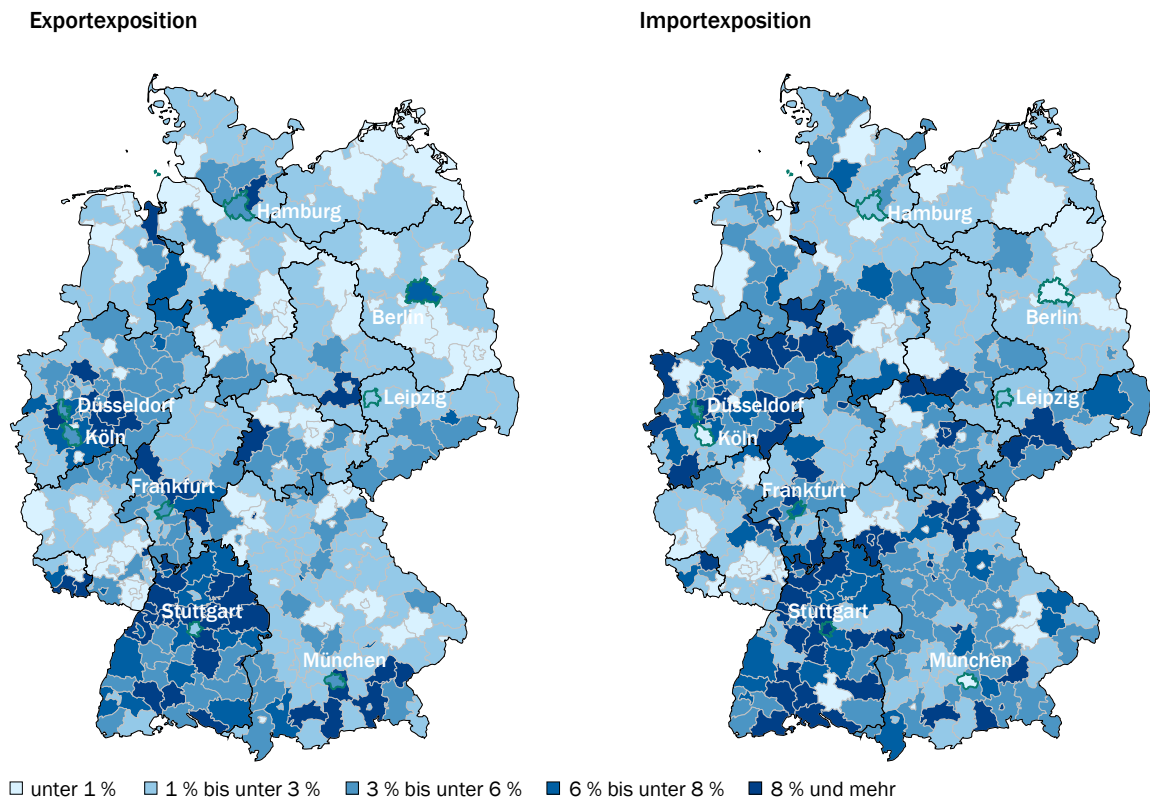 Exportexposition
Importexposition
Hamburg
Berlin
Leipzig
Düsseldorf
Köln
Frankfurt
Stuttgart
München
Hamburg
Berlin
Leipzig
Düsseldorf
Köln
Frankfurt
Stuttgart
München
unter 1 % 1 % bis unter 3 % 3 % bis unter 6 % 6 % bis unter 8 % 8 % und mehr